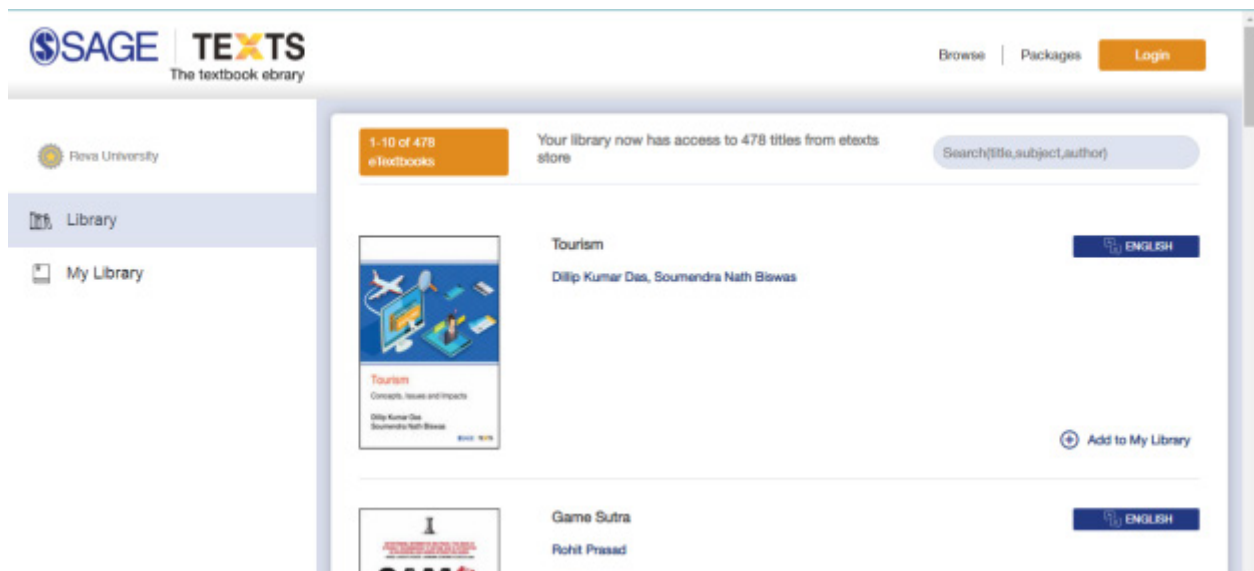 SAGE TEXTS
The textbook ebrary
Browse
Packages
Login
Reva University
Library
My Library
1-10 of 478
eTextbooks
Your library now has access to 478 titles from etexts
store
Search(title,subject,author)
Tourism
Dillip Kumar Das, Soumendra Nath Biswas
ENGLISH
Tourism
Concepts, Issues and Impacts
Dillip Kumar Das
Soumendra Nath Biswas
SAGE TEXTS
Add to My Library
Game Sutra
Rohit Prasad
ENGLISH